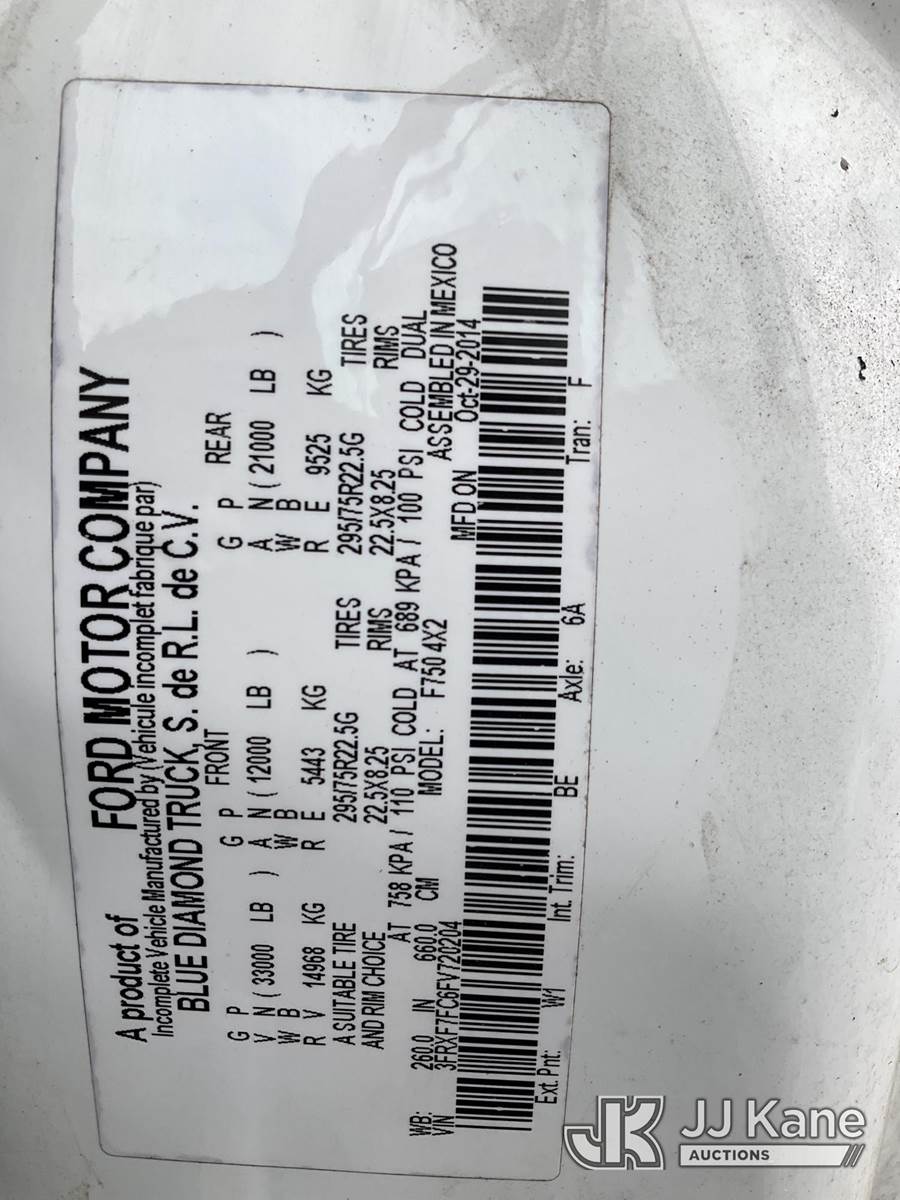 A product of FORD MOTOR COMPANY
Incomplete Vehicle Manufactured by (Vehicule incomplet fabrique par)
BLUE DIAMOND TRUCK, S. de R.L. de C.V.
FRONT REAR
G P G P G P
V N ( 33000 LB ) A N ( 12000 LB ) A N ( 21000 LB )
W B W B W B
R V 14968 KG R E 5443 KG R E 9525 KG
A SUITABLE TIRE 295/75R22.5G TIRES 295/75R22.5G TIRES
AND RIM CHOICE 22.5X8.25 RIMS 22.5X8.25 RIMS
AT 758 KPA / 110 PSI COLD AT 689 KPA / 100 PSI COLD DUAL
WB: 260.0 IN 660.0 CM MODEL: F750 4X2 ASSEMBLED IN MEXICO
VIN 3FRXF7FC6FV720204 MFD ON Oct-29-2014
Ext. Pnt: W1 Int. Trim: BE Axle: 6A Tran: F
JK JJ Kane
AUCTIONS